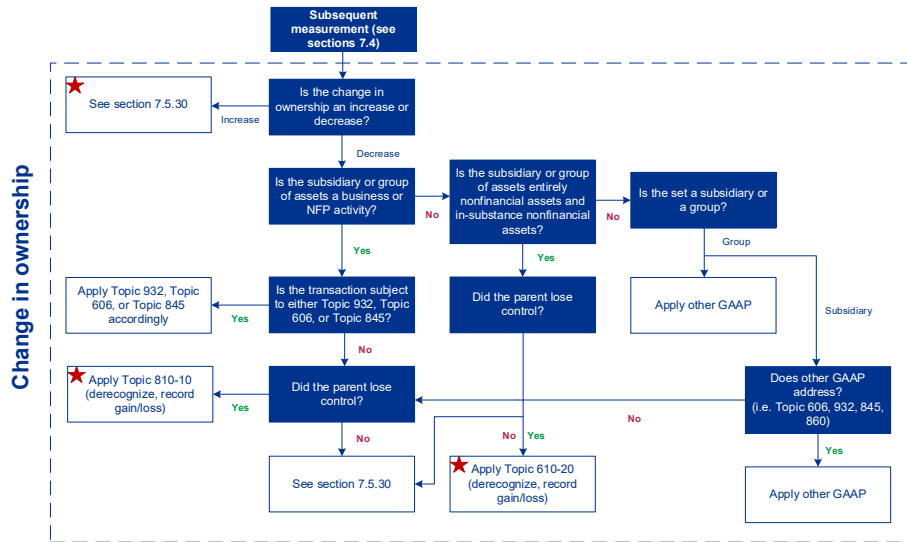 Subsequent
measurement (see
sections 7.4)
Change in ownership
See section 7.5.30
Increase
Is the change in
ownership an increase or
decrease?
Decrease
Is the subsidiary or group
of assets a business or
NFP activity?
No
Is the subsidiary or group
of assets entirely
nonfinancial assets and
in-substance nonfinancial
assets?
No
Is the set a subsidiary or
a group?
Yes
Yes
Group
Apply Topic 932, Topic
606, or Topic 845
accordingly
Yes
Is the transaction subject
to either Topic 932, Topic
606, or Topic 845?
Did the parent lose
control?
Apply other GAAP
Subsidiary
No
Apply Topic 810-10
(derecognize, record
gain/loss)
Yes
Did the parent lose
control?
No
Does other GAAP
address?
(i.e. Topic 606, 932, 845,
860)
No
No
Yes
Yes
See section 7.5.30
Apply Topic 610-20
(derecognize, record
gain/loss)
Apply other GAAP